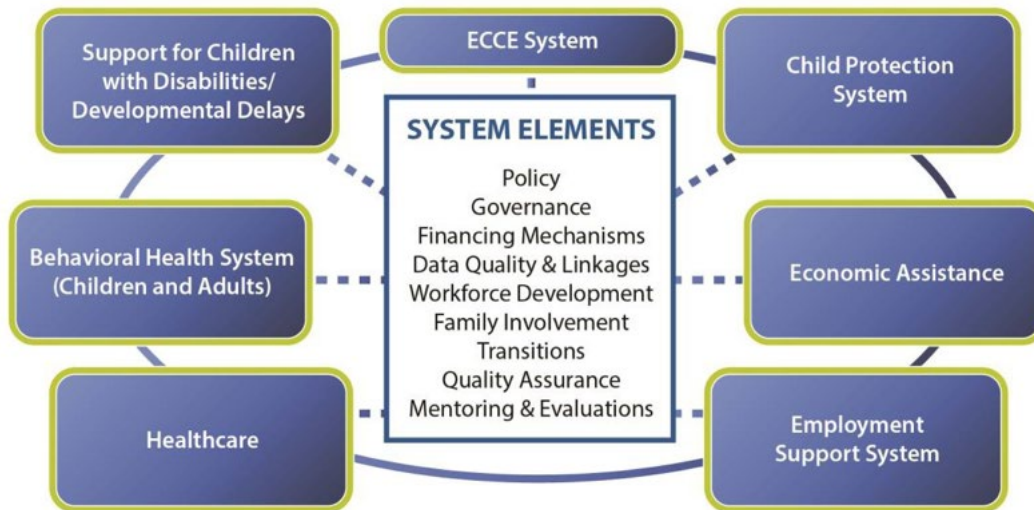 Support for Children
with Disabilities/
Developmental Delays
ECCE System
Child Protection
System
SYSTEM ELEMENTS
Policy
Governance
Financing Mechanisms
Data Quality & Linkages
Workforce Development
Family Involvement
Transitions
Quality Assurance
Mentoring & Evaluations
Behavioral Health System
(Children and Adults)
Economic Assistance
Healthcare
Employment
Support System